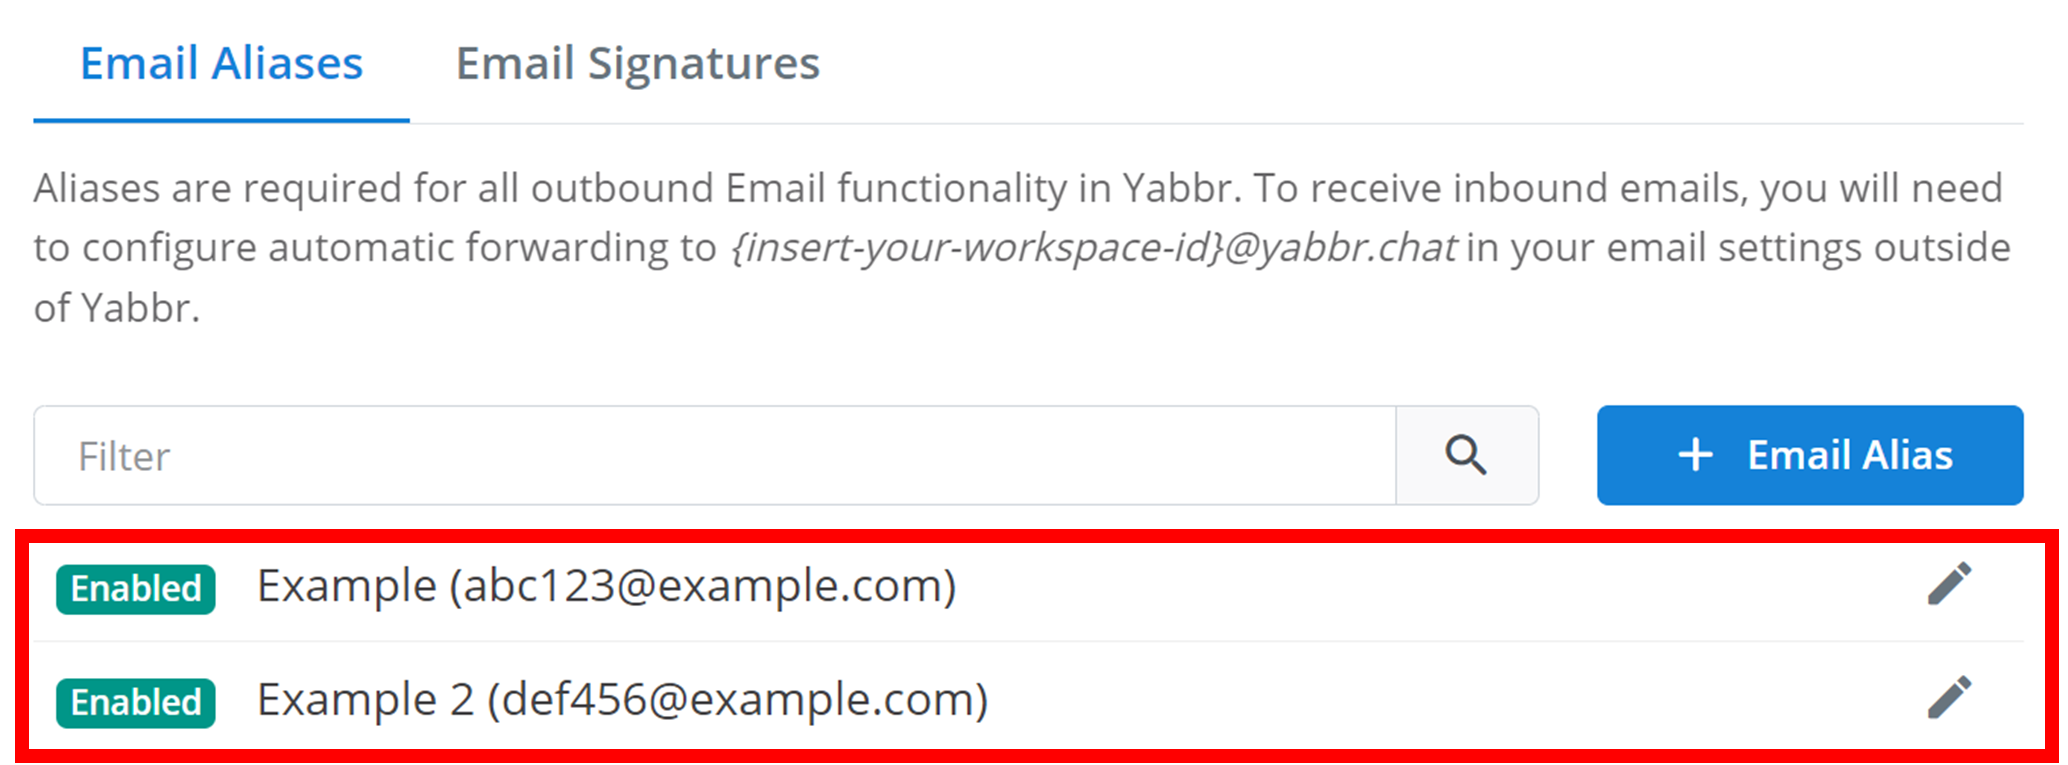 Email Aliases Email Signatures
Aliases are required for all outbound Email functionality in Yabbr. To receive inbound emails, you will need
to configure automatic forwarding to {insert-your-workspace-id}@yabbr.chat in your email settings outside
of Yabbr.
Filter + Email Alias
Enabled Example (abc123@example.com)
Enabled Example 2 (def456@example.com)